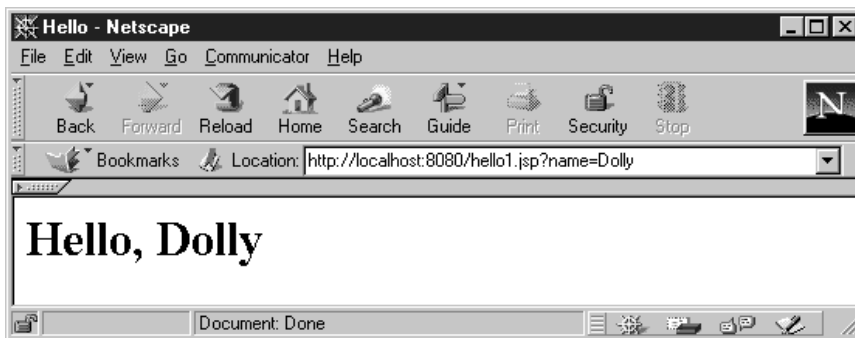 Hello - Netscape
File Edit View Go Communicator Help
Back Forward Reload Home Search Guide Print Security Stop
N
Bookmarks Location: http://localhost:8080/hello1.jsp?name=Dolly
Hello, Dolly
Document: Done